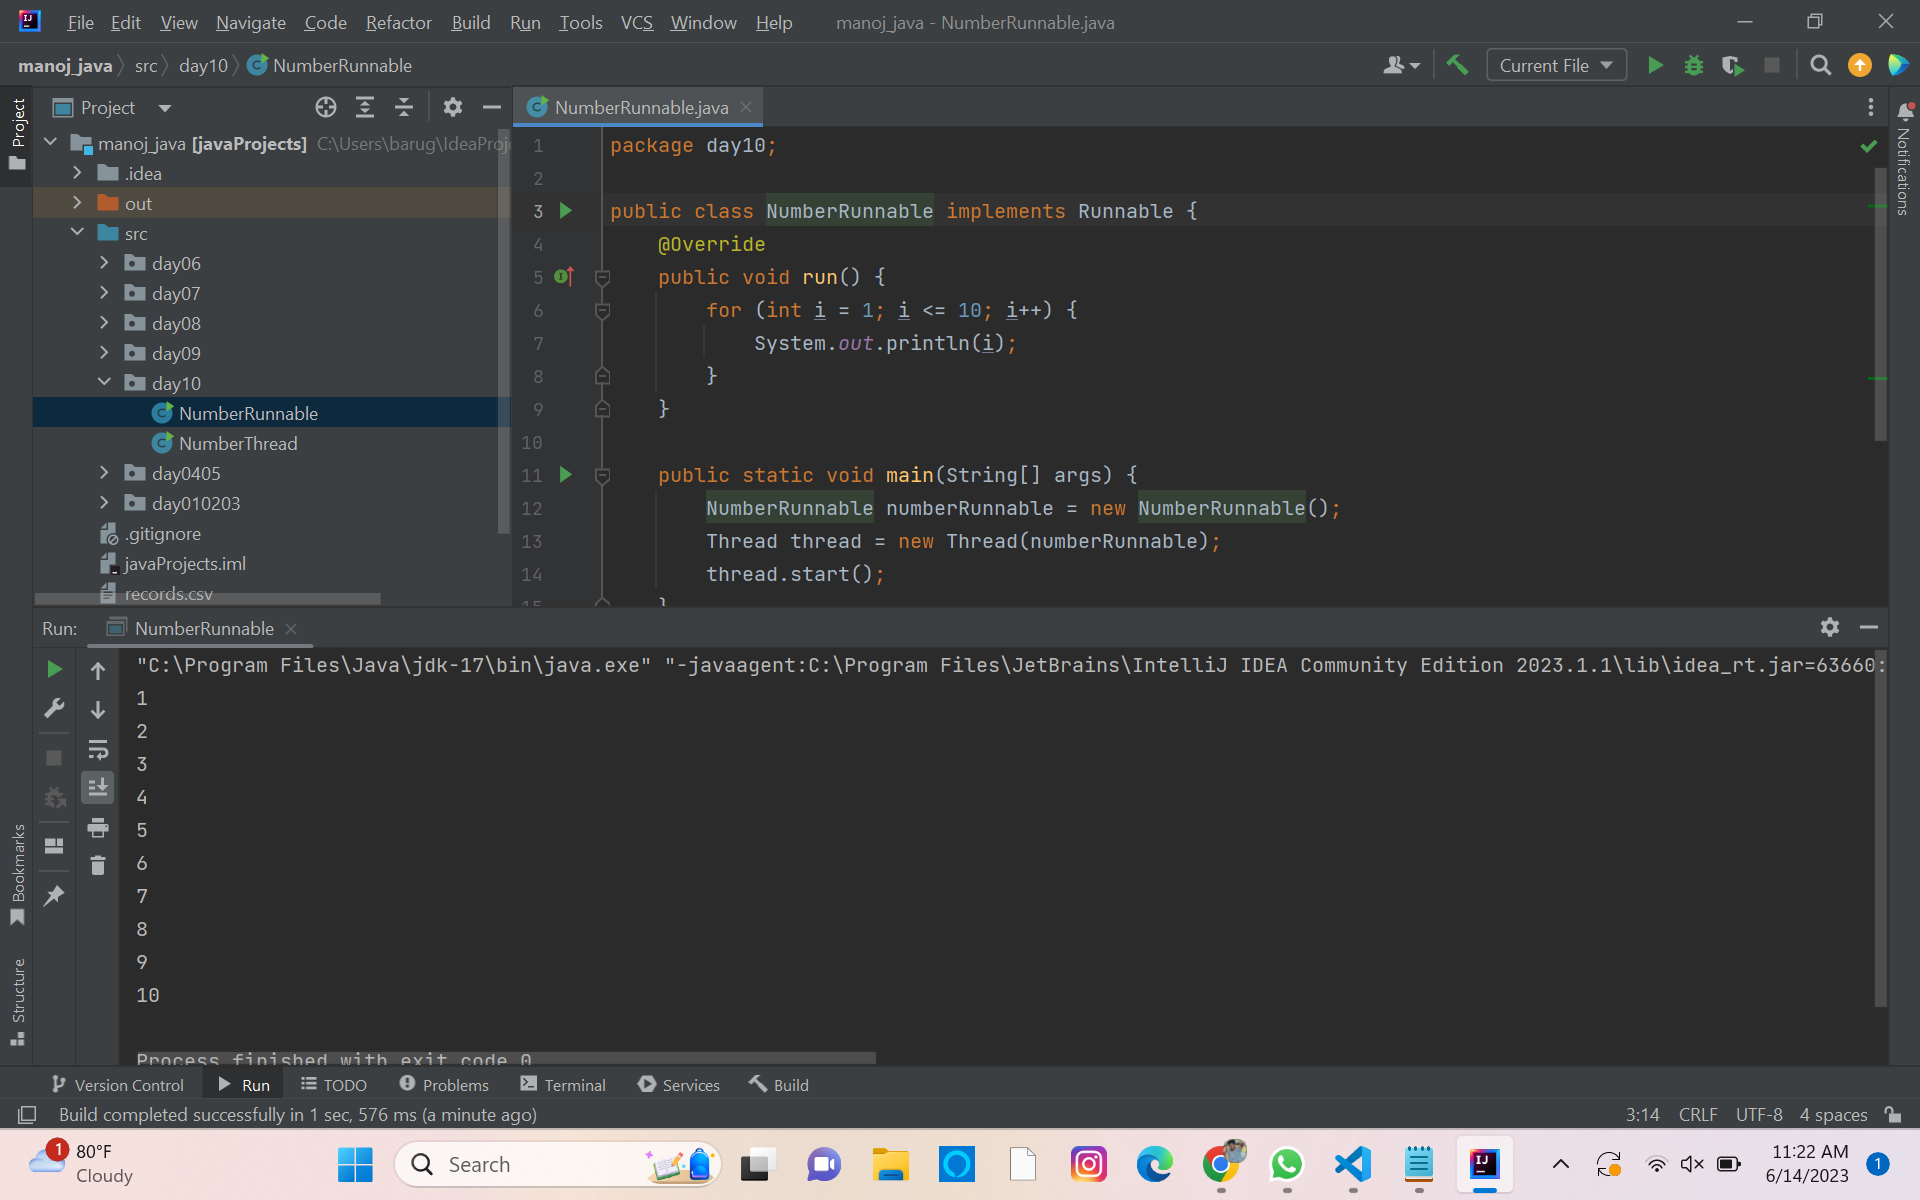 File Edit View Navigate Code Refactor Build Run Tools VCS Window Help manoj_java - NumberRunnable.java
manoj_java src day10 NumberRunnable
Current File
Project
NumberRunnable.java
Project
manoj_java [javaProjects] C:\Users\barug\IdeaProj
.idea
out
src
day06
day07
day08
day09
day10
NumberRunnable
NumberThread
day0405
day010203
.gitignore
javaProjects.iml
records.csv
1 package day10;
2
3 public class NumberRunnable implements Runnable {
4 @Override
5 public void run() {
6 for (int i = 1; i <= 10; i++) {
7 System.out.println(i);
8 }
9 }
10
11 public static void main(String[] args) {
12 NumberRunnable numberRunnable = new NumberRunnable();
13 Thread thread = new Thread(numberRunnable);
14 thread.start();
15 }
Notifications
Run: NumberRunnable
"C:\Program Files\Java\jdk-17\bin\java.exe" "-javaagent:C:\Program Files\JetBrains\IntelliJ IDEA Community Edition 2023.1.1\lib\idea_rt.jar=63660:
1
2
3
4
5
6
7
8
9
10
Process finished with exit code 0
Bookmarks
Structure
Version Control Run TODO Problems Terminal Services Build
Build completed successfully in 1 sec, 576 ms (a minute ago) 3:14 CRLF UTF-8 4 spaces
1
80°F
Cloudy
Search
11:22 AM
6/14/2023
1